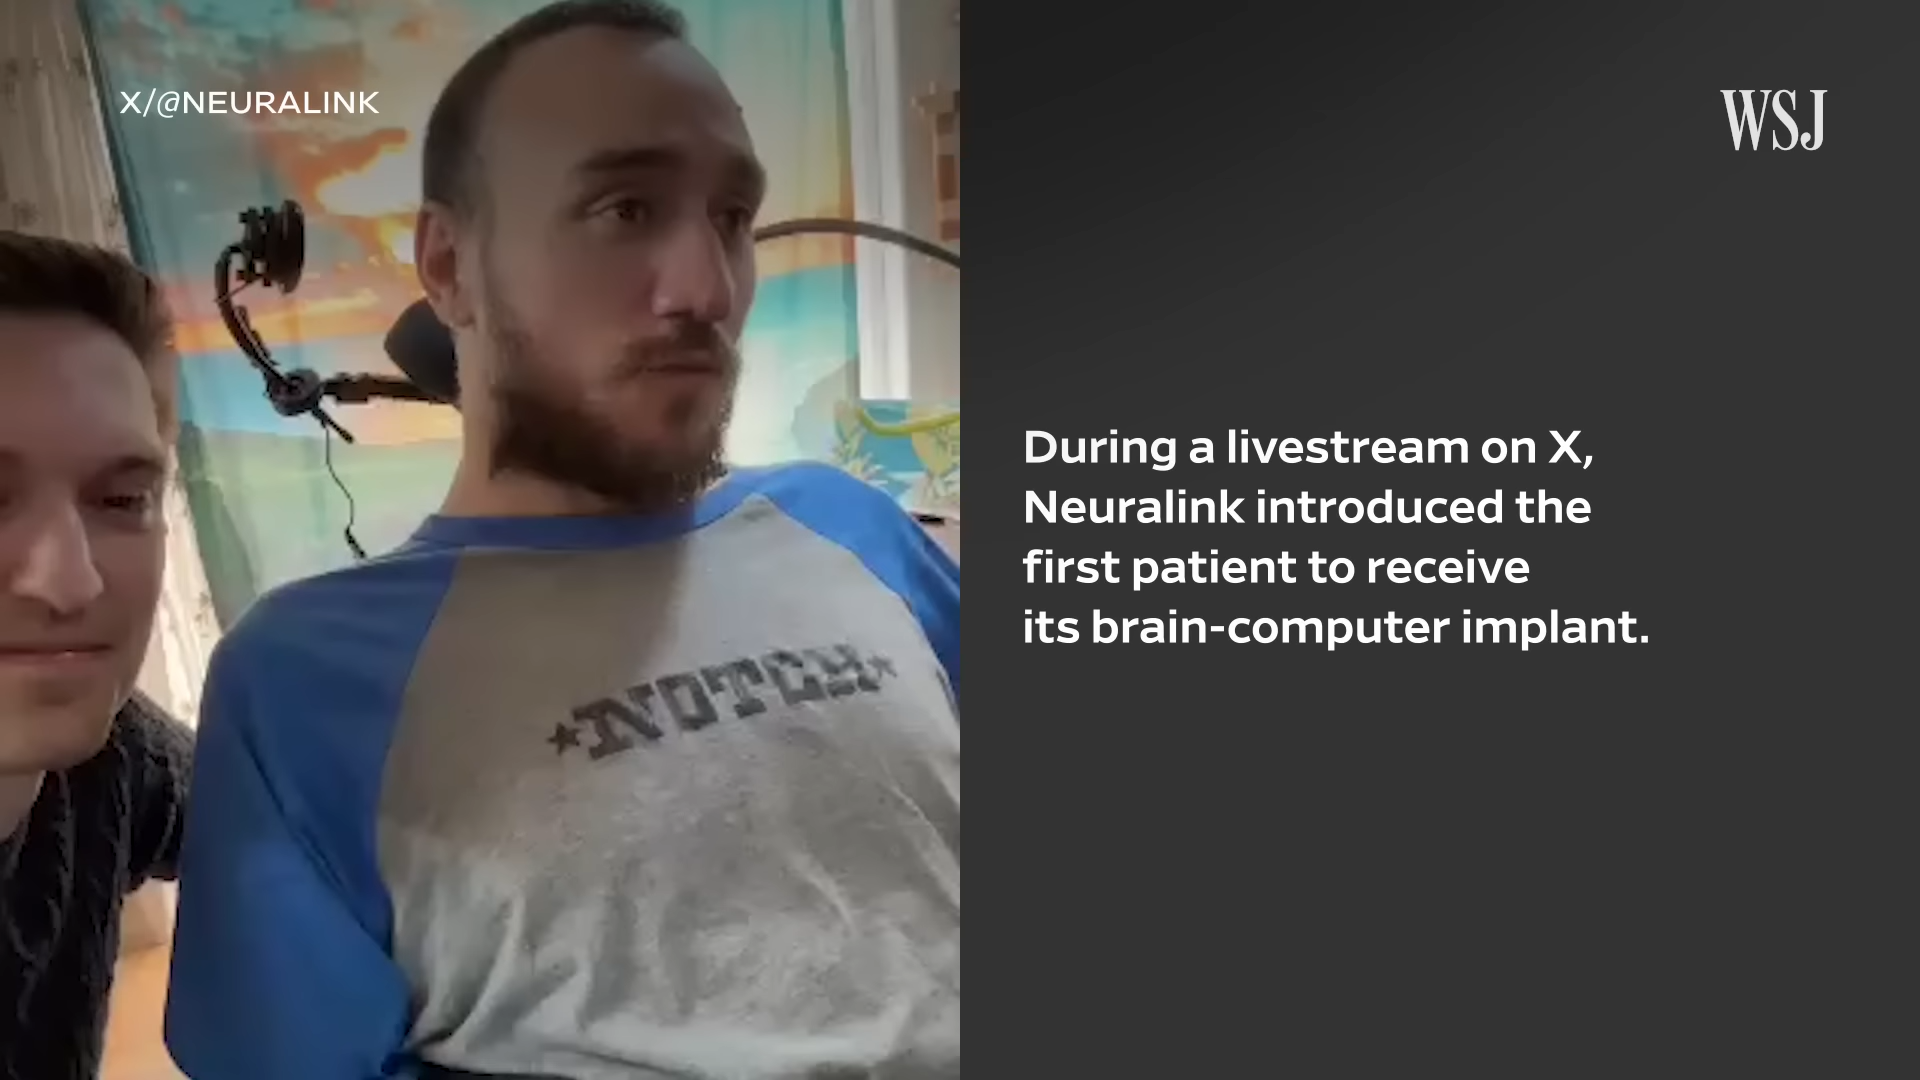 X/@NEURALINK
WSJ
During a livestream on X,
Neuralink introduced the
first patient to receive
its brain-computer implant.
★NOTCH★